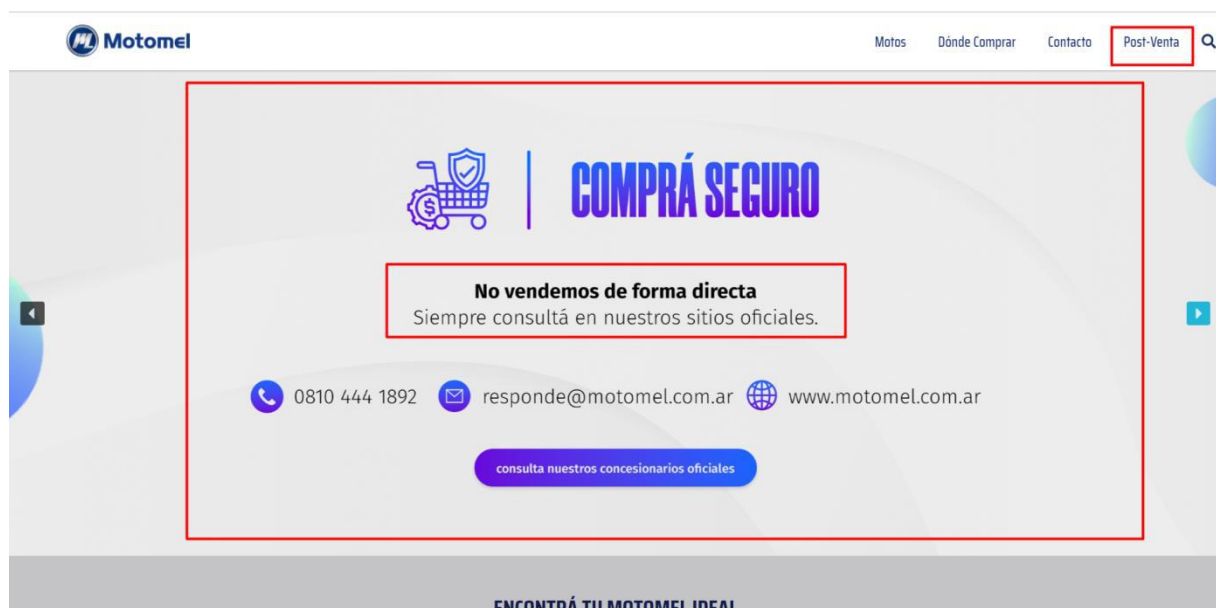 Motomel
Motos Dónde Comprar Contacto Post-Venta
COMPRÁ SEGURO
No vendemos de forma directa
Siempre consultá en nuestros sitios oficiales.
0810 444 1892 responde@motomel.com.ar www.motomel.com.ar
consulta nuestros concesionarios oficiales
ENCONTRÁ TU MOTOMEL IDEAL